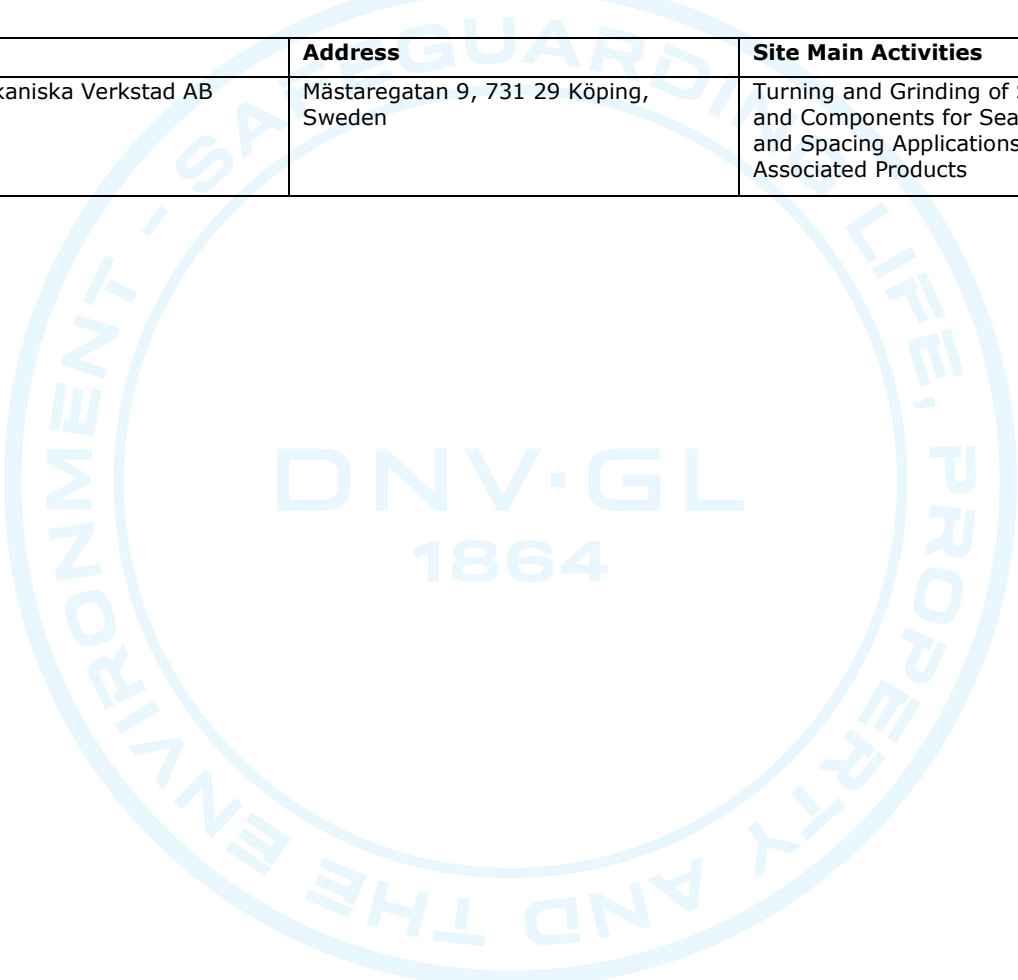 Address Site Main Activities
kaniska Verkstad AB Mästaregatan 9, 731 29 Köping, Turning and Grinding of
Sweden and Components for Sea
and Spacing Applications
Associated Products
SAFEGUARDING LIFE, PROPERTY AND THE ENVIRONMENT -
DNV·GL
1864